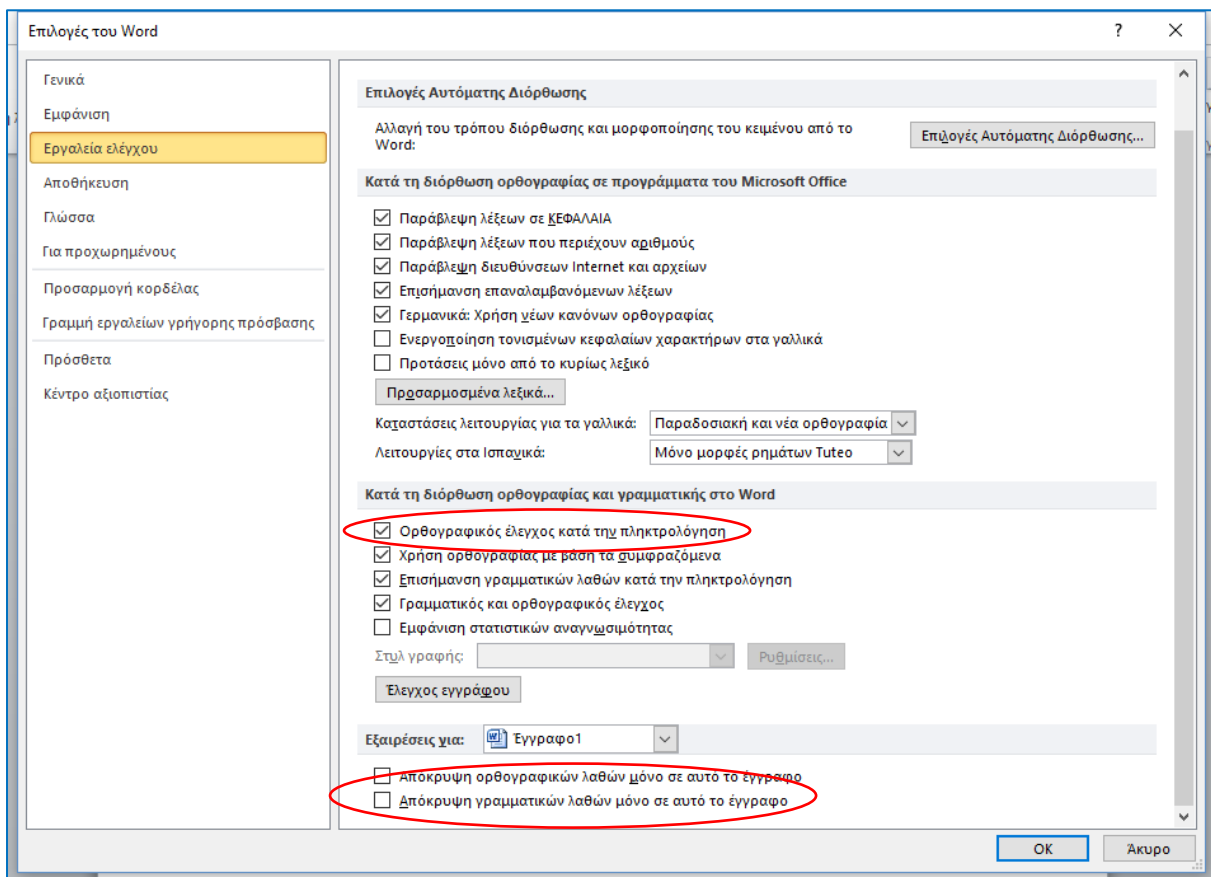 Επιλογές του Word
?
Γενικά
Εμφάνιση
Εργαλεία ελέγχου
Αποθήκευση
Γλώσσα
Για προχωρημένους
Προσαρμογή κορδέλας
Γραμμή εργαλείων γρήγορης πρόσβασης
Πρόσθετα
Κέντρο αξιοπιστίας
Επιλογές Αυτόματης Διόρθωσης
Αλλαγή του τρόπου διόρθωσης και μορφοποίησης του κειμένου από το
Word:
Επιλογές Αυτόματης Διόρθωσης...
Κατά τη διόρθωση ορθογραφίας σε προγράμματα του Microsoft Office
Παράβλεψη λέξεων σε ΚΕΦΑΛΑΙΑ
Παράβλεψη λέξεων που περιέχουν αριθμούς
Παράβλεψη διευθύνσεων Internet και αρχείων
Επισήμανση επαναλαμβανόμενων λέξεων
Γερμανικά: Χρήση νέων κανόνων ορθογραφίας
Ενεργοποίηση τονισμένων κεφαλαίων χαρακτήρων στα γαλλικά
Προτάσεις μόνο από το κυρίως λεξικό
Προσαρμοσμένα λεξικά...
Καταστάσεις λειτουργίας για τα γαλλικά: Παραδοσιακή και νέα ορθογραφία
Λειτουργίες στα Ισπανικά: Μόνο μορφές ρημάτων Tuteo
Κατά τη διόρθωση ορθογραφίας και γραμματικής στο Word
Ορθογραφικός έλεγχος κατά την πληκτρολόγηση
Χρήση ορθογραφίας με βάση τα συμφραζόμενα
Επισήμανση γραμματικών λαθών κατά την πληκτρολόγηση
Γραμματικός και ορθογραφικός έλεγχος
Εμφάνιση στατιστικών αναγνωσιμότητας
Στυλ γραφής: Ρυθμίσεις...
Έλεγχος εγγράφου
Εξαιρέσεις για: Έγγραφο1
Απόκρυψη ορθογραφικών λαθών μόνο σε αυτό το έγγραφο
Απόκρυψη γραμματικών λαθών μόνο σε αυτό το έγγραφο
OK Άκυρο